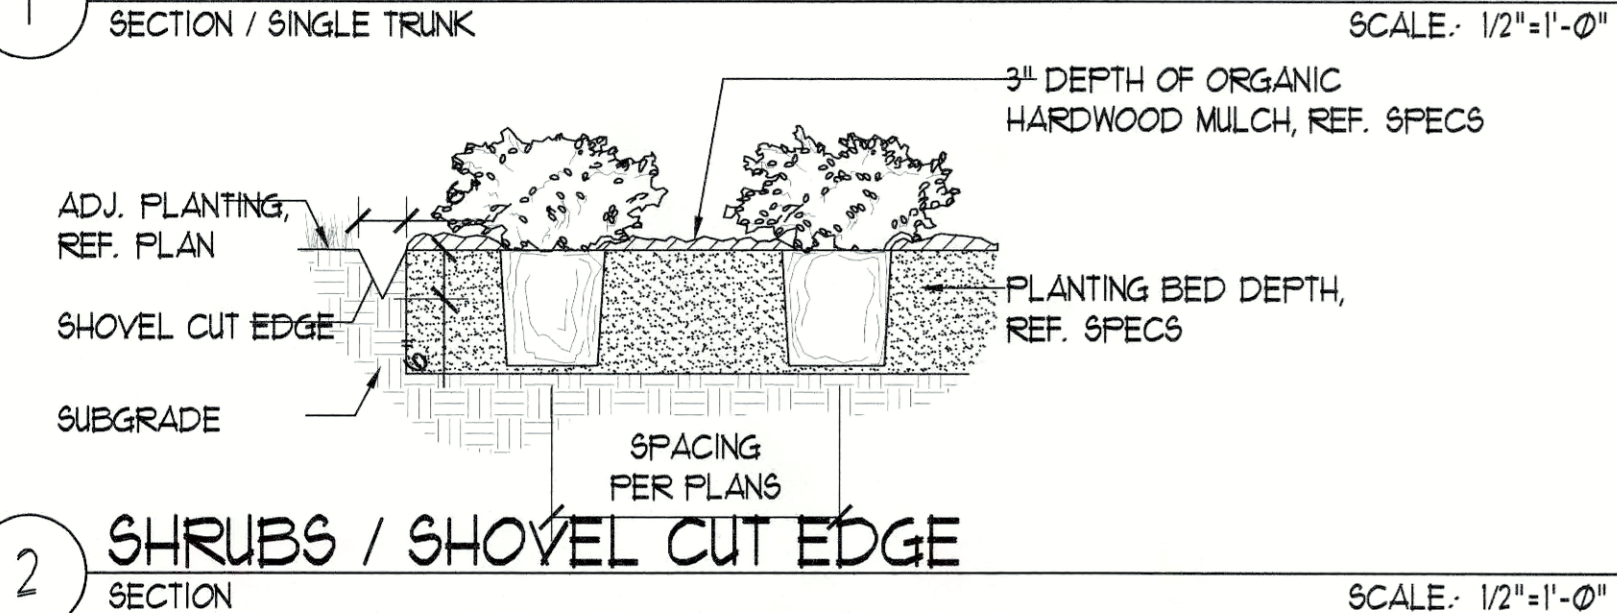 1
SECTION / SINGLE TRUNK
SCALE: 1/2"=1'-0"
3" DEPTH OF ORGANIC
HARDWOOD MULCH, REF. SPECS
6"
ADJ. PLANTING,
REF. PLAN
SHOVEL CUT EDGE
6"
SUBGRADE
PLANTING BED DEPTH,
REF. SPECS
SPACING
PER PLANS
2
SHRUBS / SHOVEL CUT EDGE
SECTION
SCALE: 1/2"=1'-0"